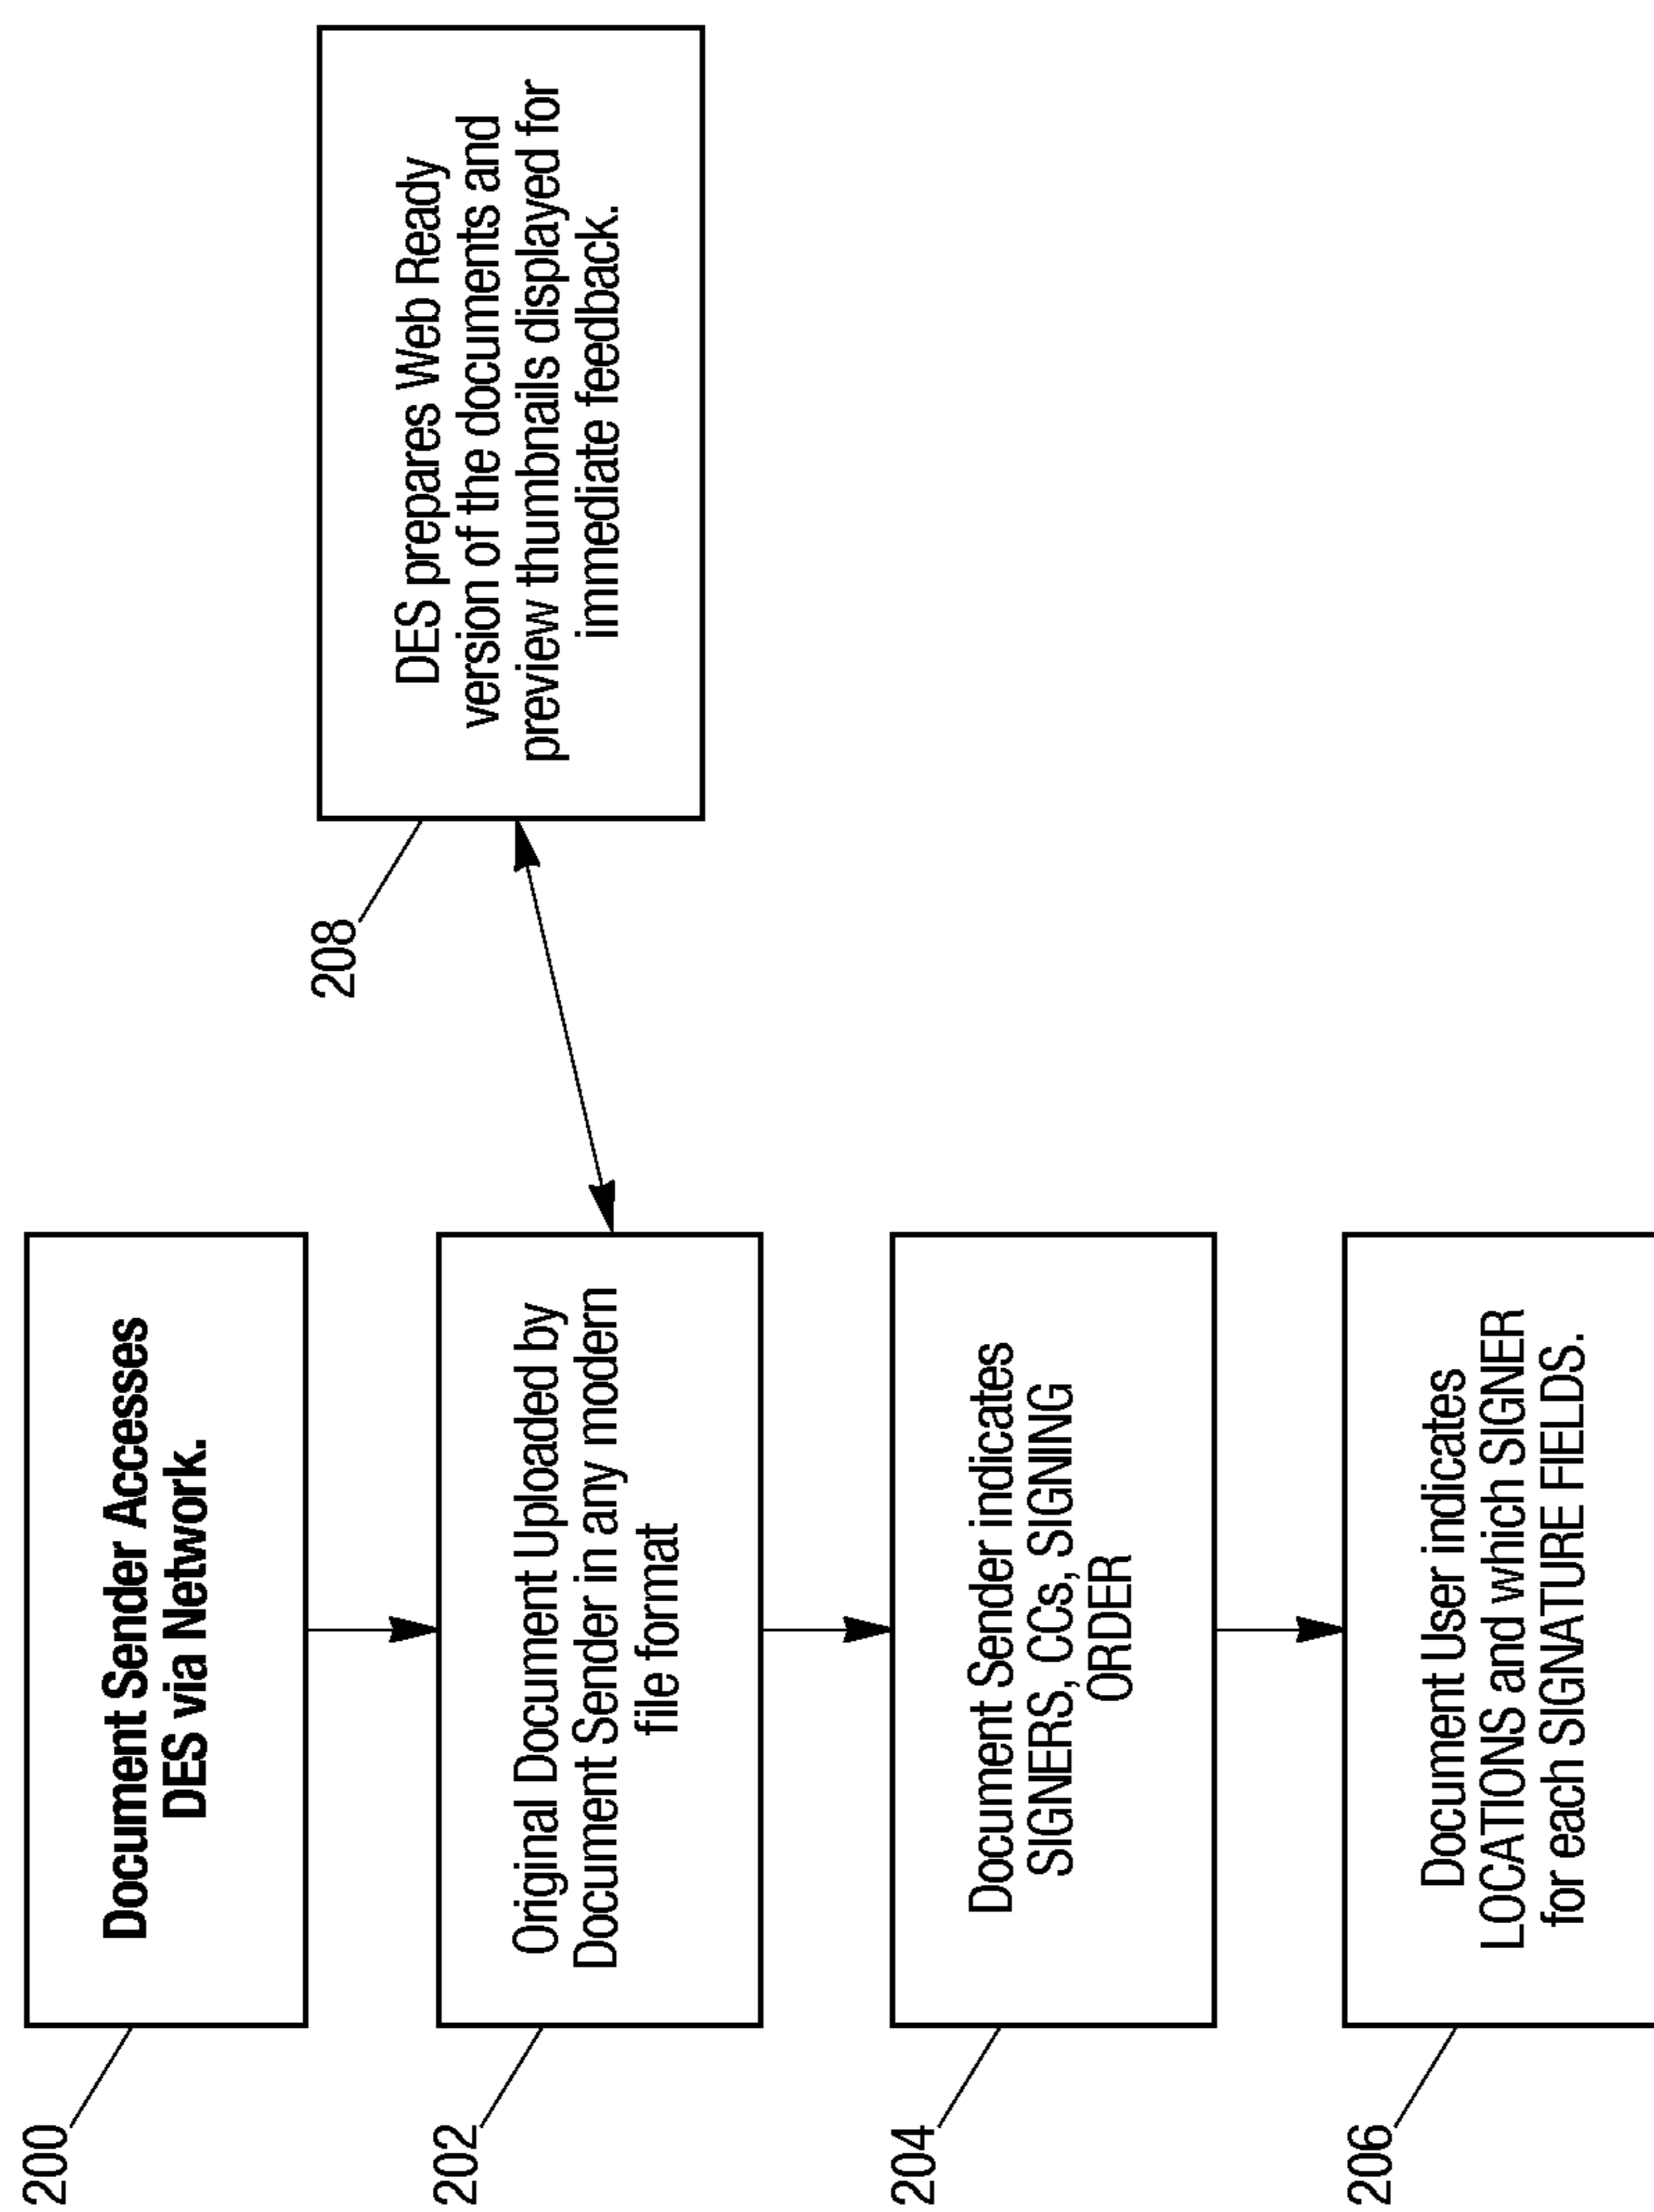 200
Document Sender Accesses
DES via Network.
202
Original Document Uploaded by
Document Sender in any modern
file format
208
DES prepares Web Ready
version of the documents and
preview thumbnails displayed for
immediate feedback.
204
Document Sender indicates
SIGNERS, CCs, SIGNING
ORDER
206
Document User indicates
LOCATIONS and which SIGNER
for each SIGNATURE FIELDS.